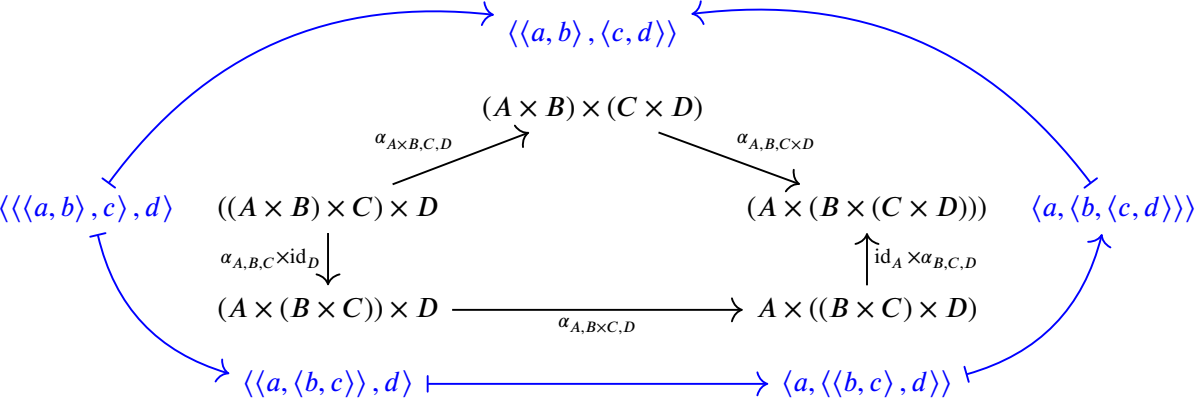 ⟨⟨a, b⟩ , ⟨c, d⟩⟩
(A × B) × (C × D)
α_{A×B,C,D} α_{A,B,C×D}
⟨⟨⟨a, b⟩ , c⟩ , d⟩ ((A × B) × C) × D (A × (B × (C × D))) ⟨a, ⟨b, ⟨c, d⟩⟩⟩
α_{A,B,C}×id_D id_A ×α_{B,C,D}
(A × (B × C)) × D A × ((B × C) × D)
α_{A,B×C,D}
⟨⟨a, ⟨b, c⟩⟩ , d⟩ ⟨a, ⟨⟨b, c⟩ , d⟩⟩